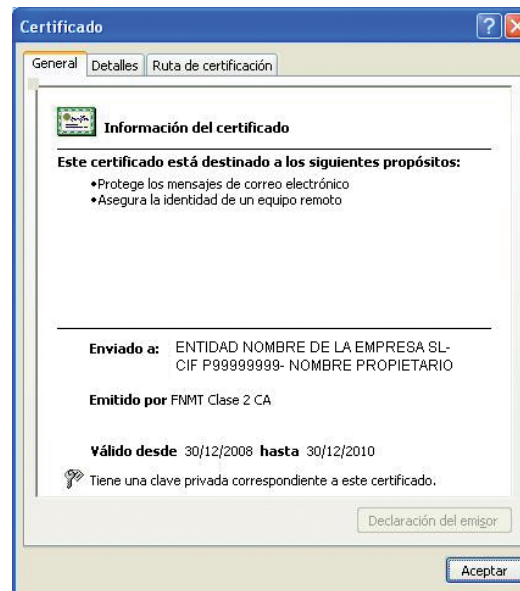 Certificado
General Detalles Ruta de certificación
Información del certificado
Este certificado está destinado a los siguientes propósitos:
•Protege los mensajes de correo electrónico
•Asegura la identidad de un equipo remoto
Enviado a: ENTIDAD NOMBRE DE LA EMPRESA SL-
CIF P99999999- NOMBRE PROPIETARIO
Emitido por FNMT Clase 2 CA
Válido desde 30/12/2008 hasta 30/12/2010
Tiene una clave privada correspondiente a este certificado.
Declaración del emisor
Aceptar